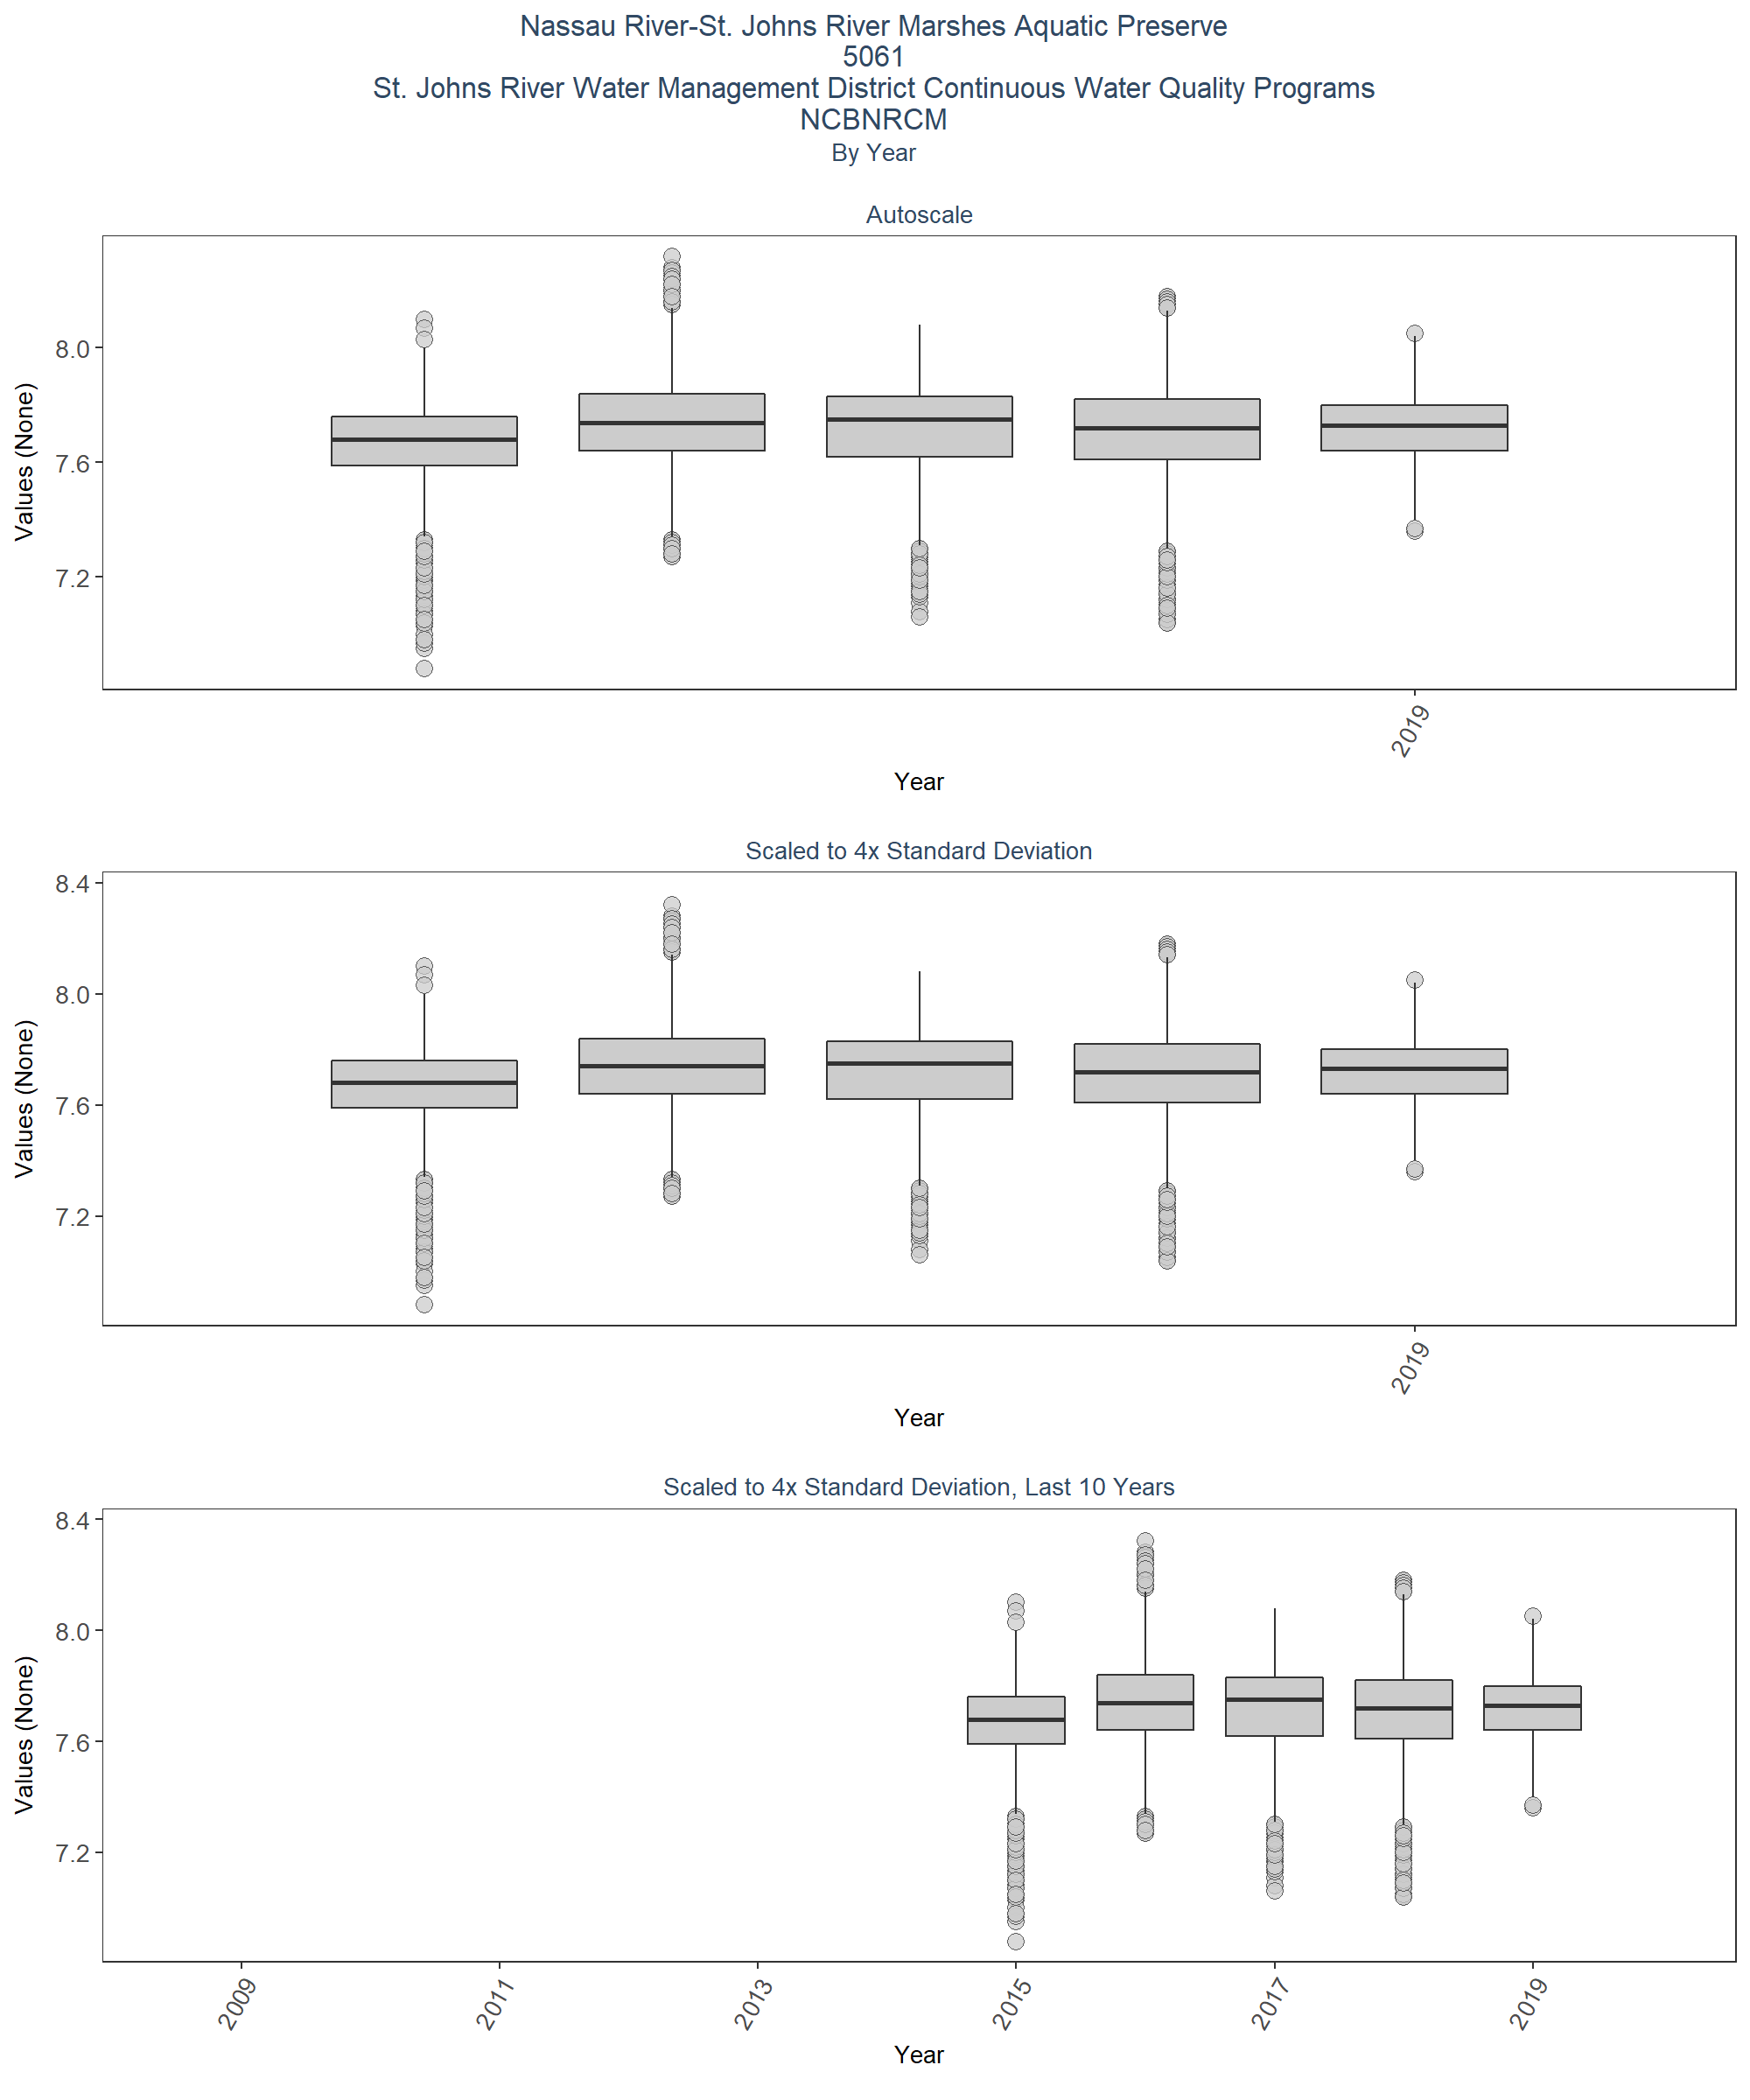 Nassau River-St. Johns River Marshes Aquatic Preserve
5061
St. Johns River Water Management District Continuous Water Quality Programs
NCBNRCM
By Year
Autoscale
Values (None)
8.0
7.6
7.2
2019
Year
Scaled to 4x Standard Deviation
Values (None)
8.4
8.0
7.6
7.2
2019
Year
Scaled to 4x Standard Deviation, Last 10 Years
Values (None)
8.4
8.0
7.6
7.2
2009 2011 2013 2015 2017 2019
Year